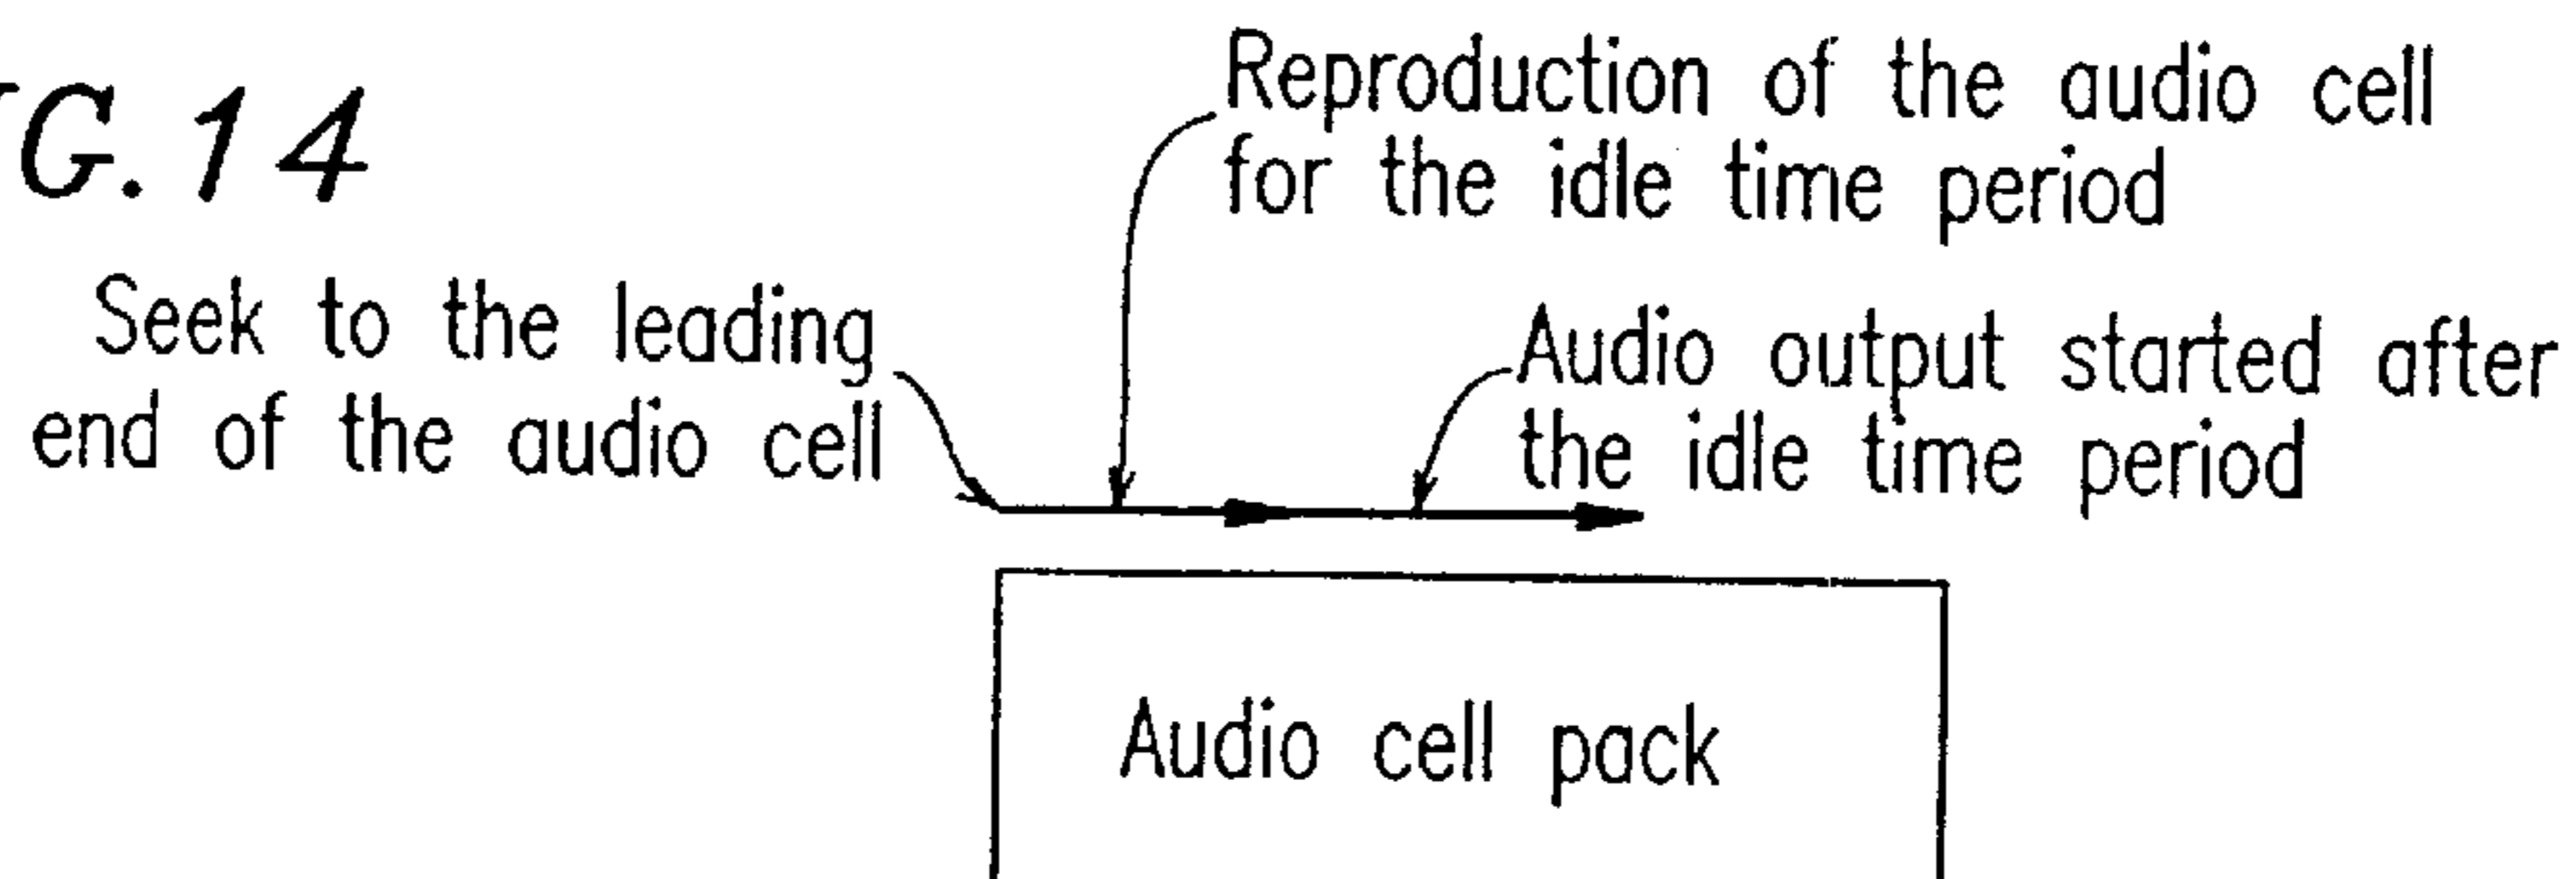 G. 14
Reproduction of the audio cell
for the idle time period
Seek to the leading
end of the audio cell
Audio output started after
the idle time period
Audio cell pack